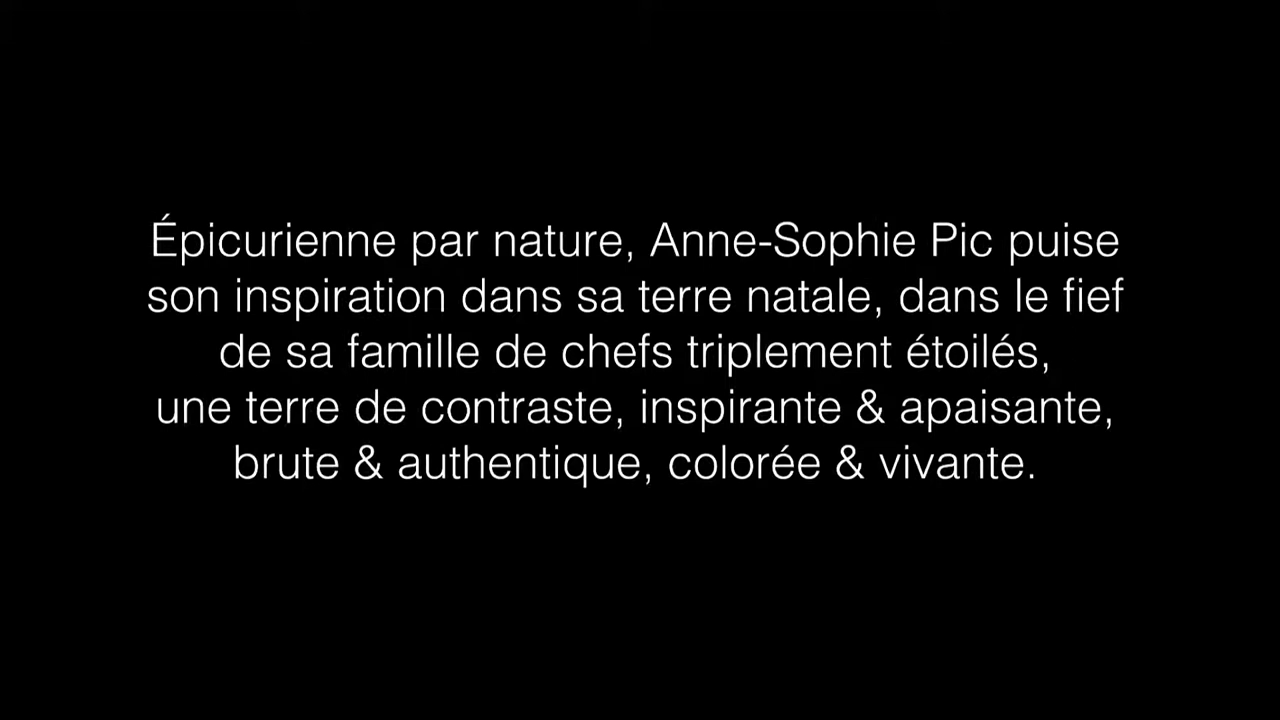 Épicurienne par nature, Anne-Sophie Pic puise
son inspiration dans sa terre natale, dans le fief
de sa famille de chefs triplement étoilés,
une terre de contraste, inspirante & apaisante,
brute & authentique, colorée & vivante.